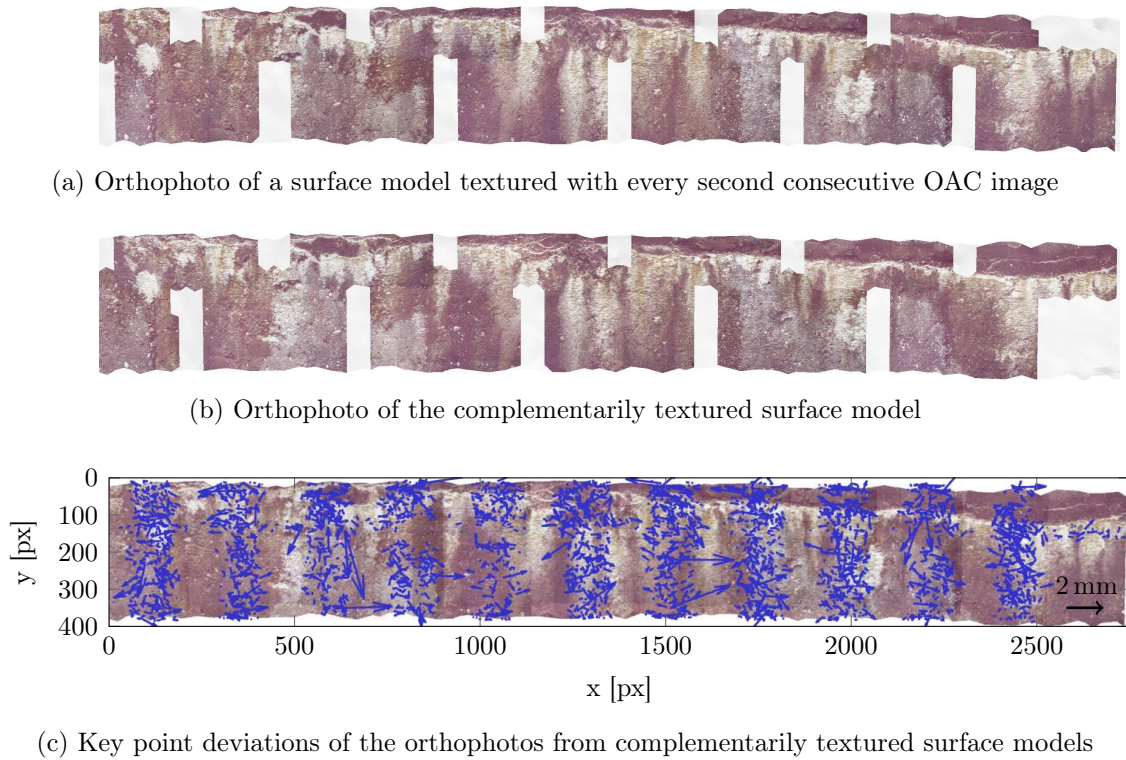 (a) Orthophoto of a surface model textured with every second consecutive OAC image
(b) Orthophoto of the complementarily textured surface model
0
100
200
300
400
y [px]
2 mm
0 500 1000 1500 2000 2500
x [px]
(c) Key point deviations of the orthophotos from complementarily textured surface models